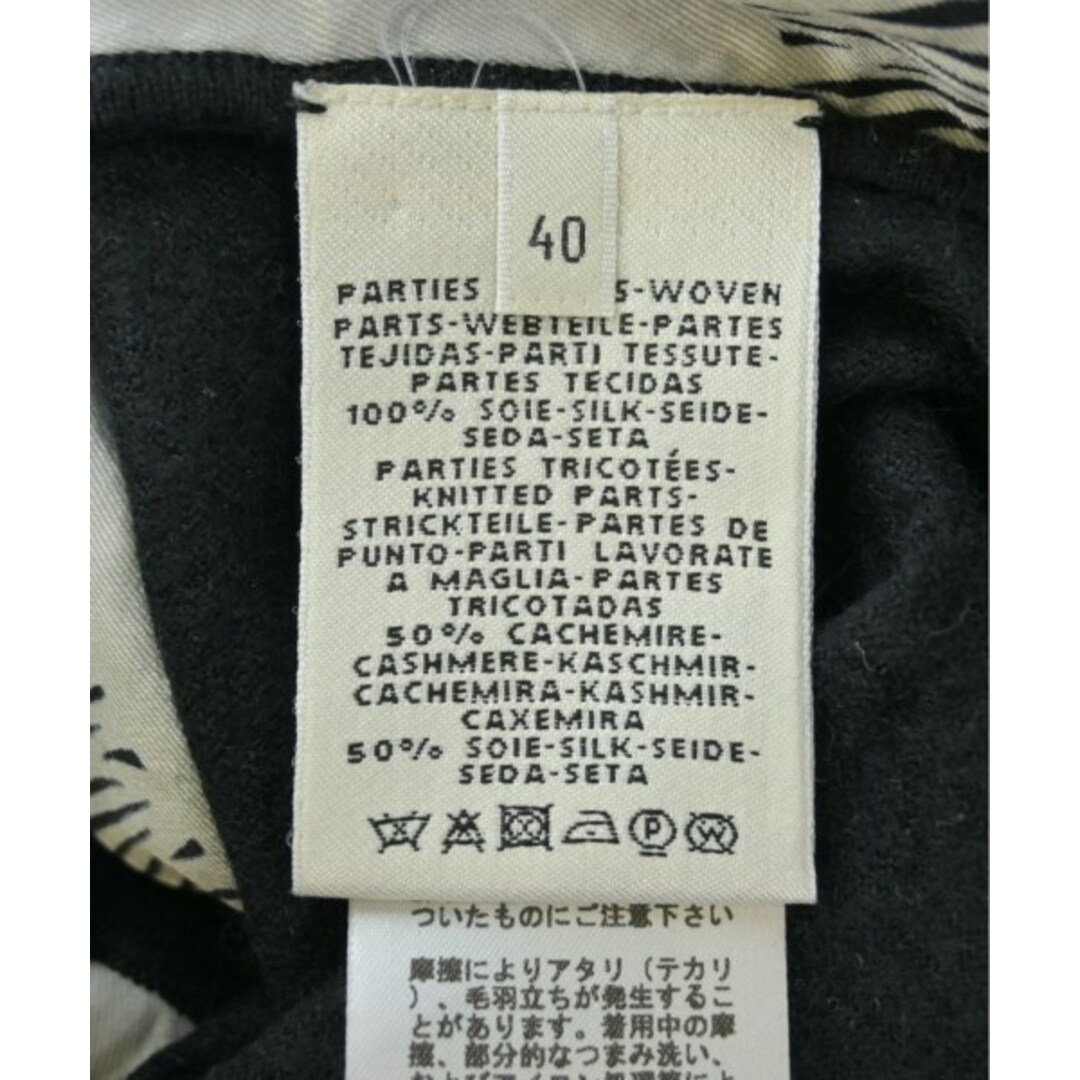 40
PARTIES S-WOVEN
PARTS-WEBTEILE-PARTES
TEJIDAS-PARTI TESSUTE-
PARTES TECIDAS
100% SOIE-SILK-SEIDE-
SEDA-SETA
PARTIES TRICOTÉES-
KNITTED PARTS-
STRICKTEILE-PARTES DE
PUNTO-PARTI LAVORATE
A MAGLIA-PARTES
TRICOTADAS
50% CACHEMIRE-
CASHMERE-KASCHMIR-
CACHEMIRA-KASHMIR-
CAXEMIRA
50% SOIE-SILK-SEIDE-
SEDA-SETA
P W
ついたものにご注意下さい
摩擦によりアタリ（テカリ
）、毛羽立ちが発生するこ
とがあります。着用中の摩
擦、部分的なつまみ洗い、